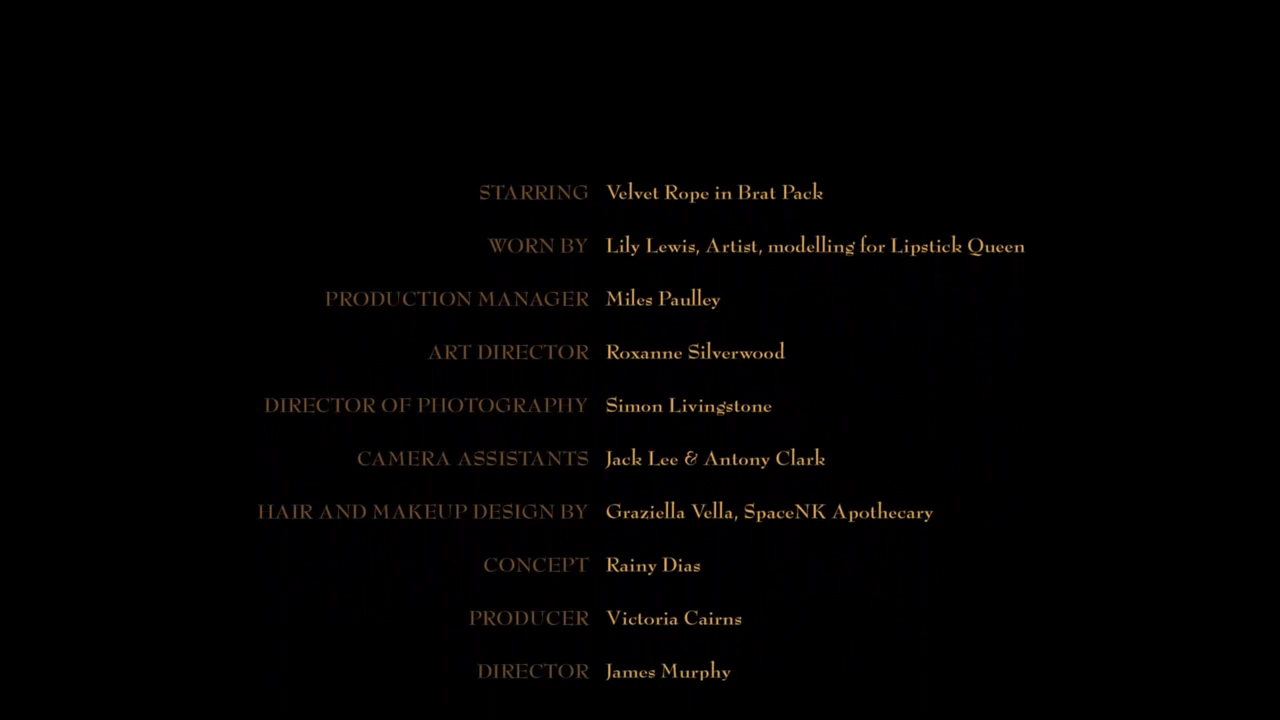 STARRING Velvet Rope in Brat Pack
WORN BY Lily Lewis, Artist, modelling for Lipstick Queen
PRODUCTION MANAGER Miles Paulley
ART DIRECTOR Roxanne Silverwood
DIRECTOR OF PHOTOGRAPHY Simon Livingstone
CAMERA ASSISTANTS Jack Lee & Antony Clark
HAIR AND MAKEUP DESIGN BY Graziella Vella, SpaceNK Apothecary
CONCEPT Rainy Dias
PRODUCER Victoria Cairns
DIRECTOR James Murphy